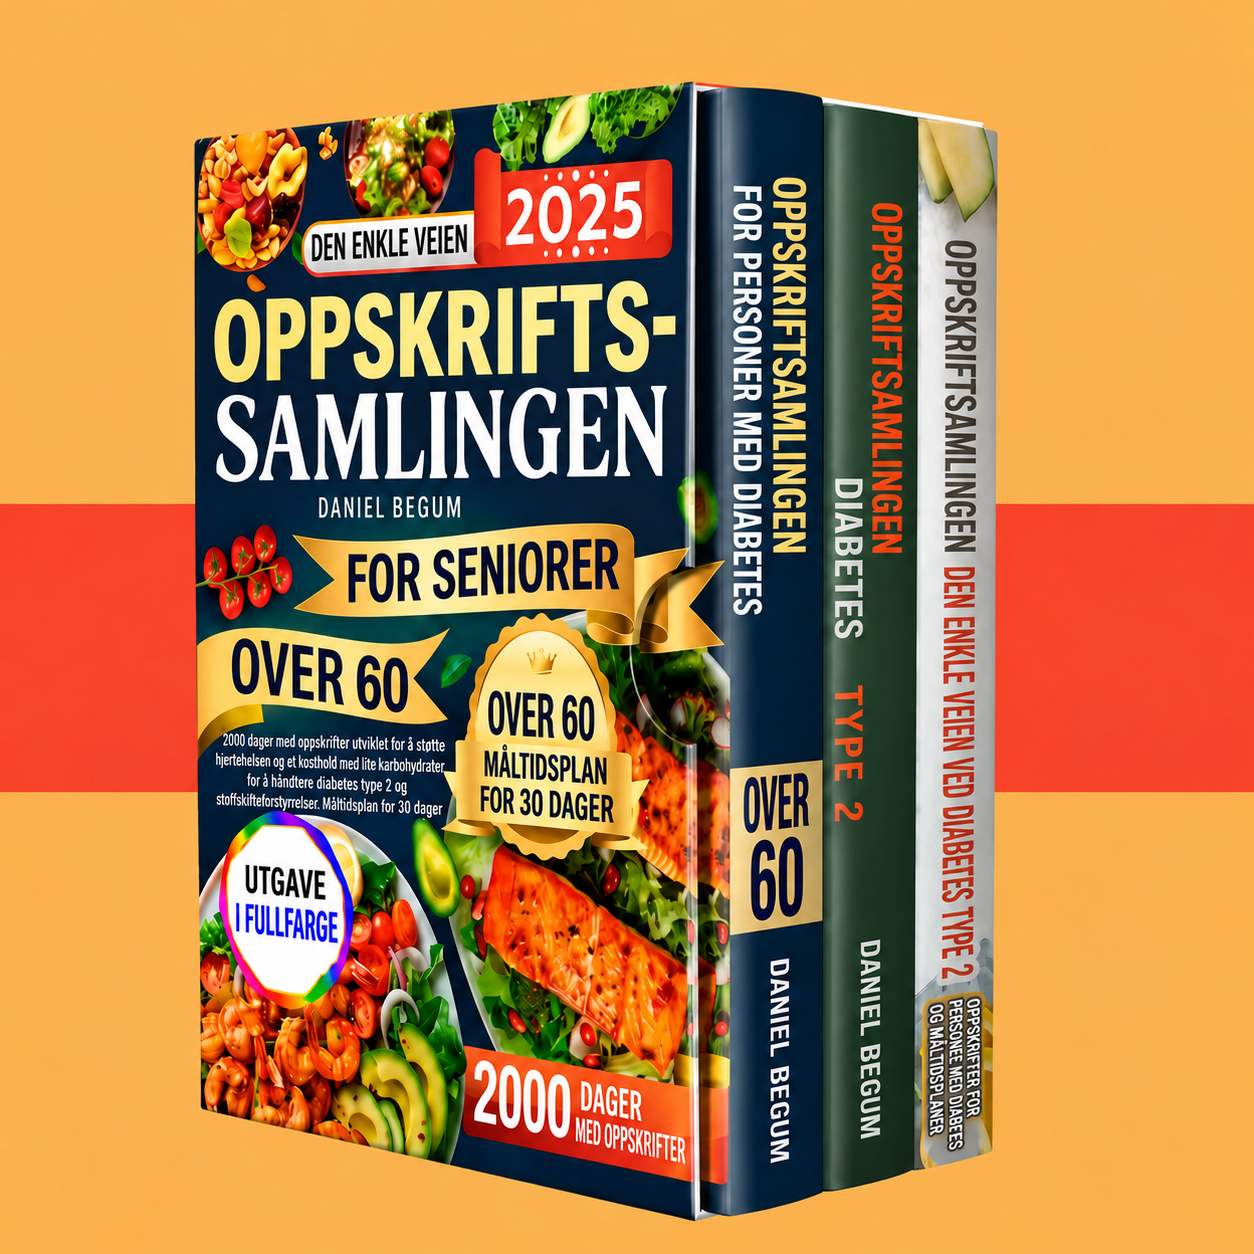 DEN ENKLE VEIEN
2025
OPPSKRIFTS-
SAMLINGEN
DANIEL BEGUM
FOR SENIORER
OVER 60
2000 dager med oppskrifter utviklet for å støtte
hjertehelsen og et kosthold med lite karbohydrater
for å håndtere diabetes type 2 og
stoffskifteforstyrrelser. Måltidsplan for 30 dager
OVER 60
MÅLTIDSPLAN
FOR 30 DAGER
UTGAVE
I FULLFARGE
2000 DAGER
MED OPPSKRIFTER
OPPSKRIFTSAMLINGEN
FOR PERSONER MED DIABETES
OVER
60
DANIEL BEGUM
OPPSKRIFTSAMLINGEN
DIABETES TYPE 2
DANIEL BEGUM
OPPSKRIFTSAMLINGEN DEN ENKLE VEIEN VED DIABETES TYPE 2
OPPSKRIFTER FOR
PERSONEE MED DIABEES
OG MÅLTIDSPLANER